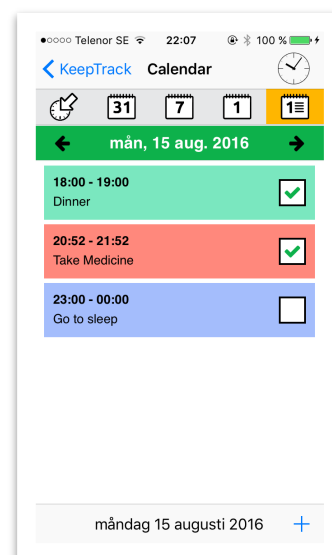 Telenor SE 22:07 100 %
KeepTrack Calendar
31 7 1 1
mån, 15 aug. 2016
18:00 - 19:00
Dinner
20:52 - 21:52
Take Medicine
23:00 - 00:00
Go to sleep
måndag 15 augusti 2016 +